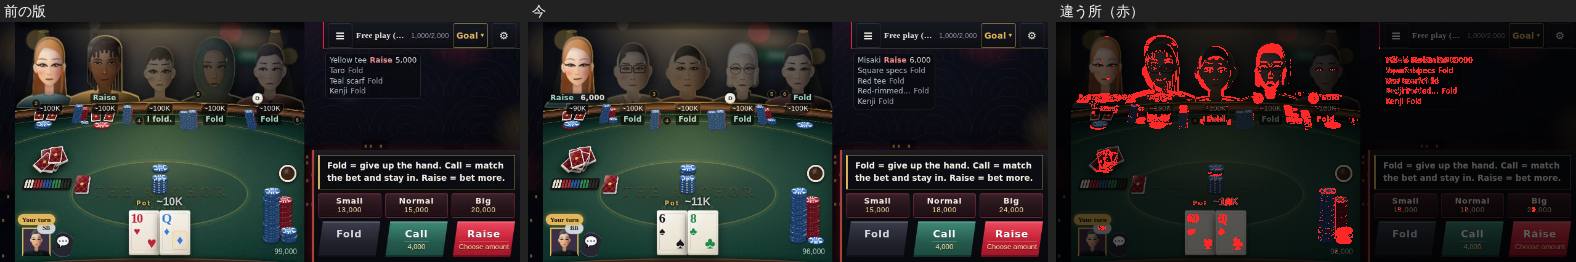 前の版
今
違う所（赤）
Free play (...
1,000/2,000
Goal
Yellow tee Raise 5,000
Taro Fold
Teal scarf Fold
Kenji Fold
Raise
~100K
~100K
~100K
~100K
~100K
I fold.
Fold
Fold
Pot ~10K
Your turn
SB
10
Q
99,000
Fold = give up the hand. Call = match
the bet and stay in. Raise = bet more.
Small
13,000
Normal
15,000
Big
20,000
Fold
Call
4,000
Raise
Choose amount
Free play (...
1,000/2,000
Goal
Misaki Raise 6,000
Square specs Fold
Red tee Fold
Red-rimmed... Fold
Kenji Fold
Raise 6,000
Fold
~90K
~100K
~100K
~100K
~100K
Fold
Fold
Fold
Pot ~11K
Your turn
BB
6
8
96,000
Fold = give up the hand. Call = match
the bet and stay in. Raise = bet more.
Small
15,000
Normal
18,000
Big
24,000
Fold
Call
4,000
Raise
Choose amount
Free play (...
1,000/2,000
Goal
Kenji Fold
Your turn
Fold = give up the hand. Call = match
the bet and stay in. Raise = bet more.
Small
Normal
Big
Fold
Call
4,000
Raise
Choose amount